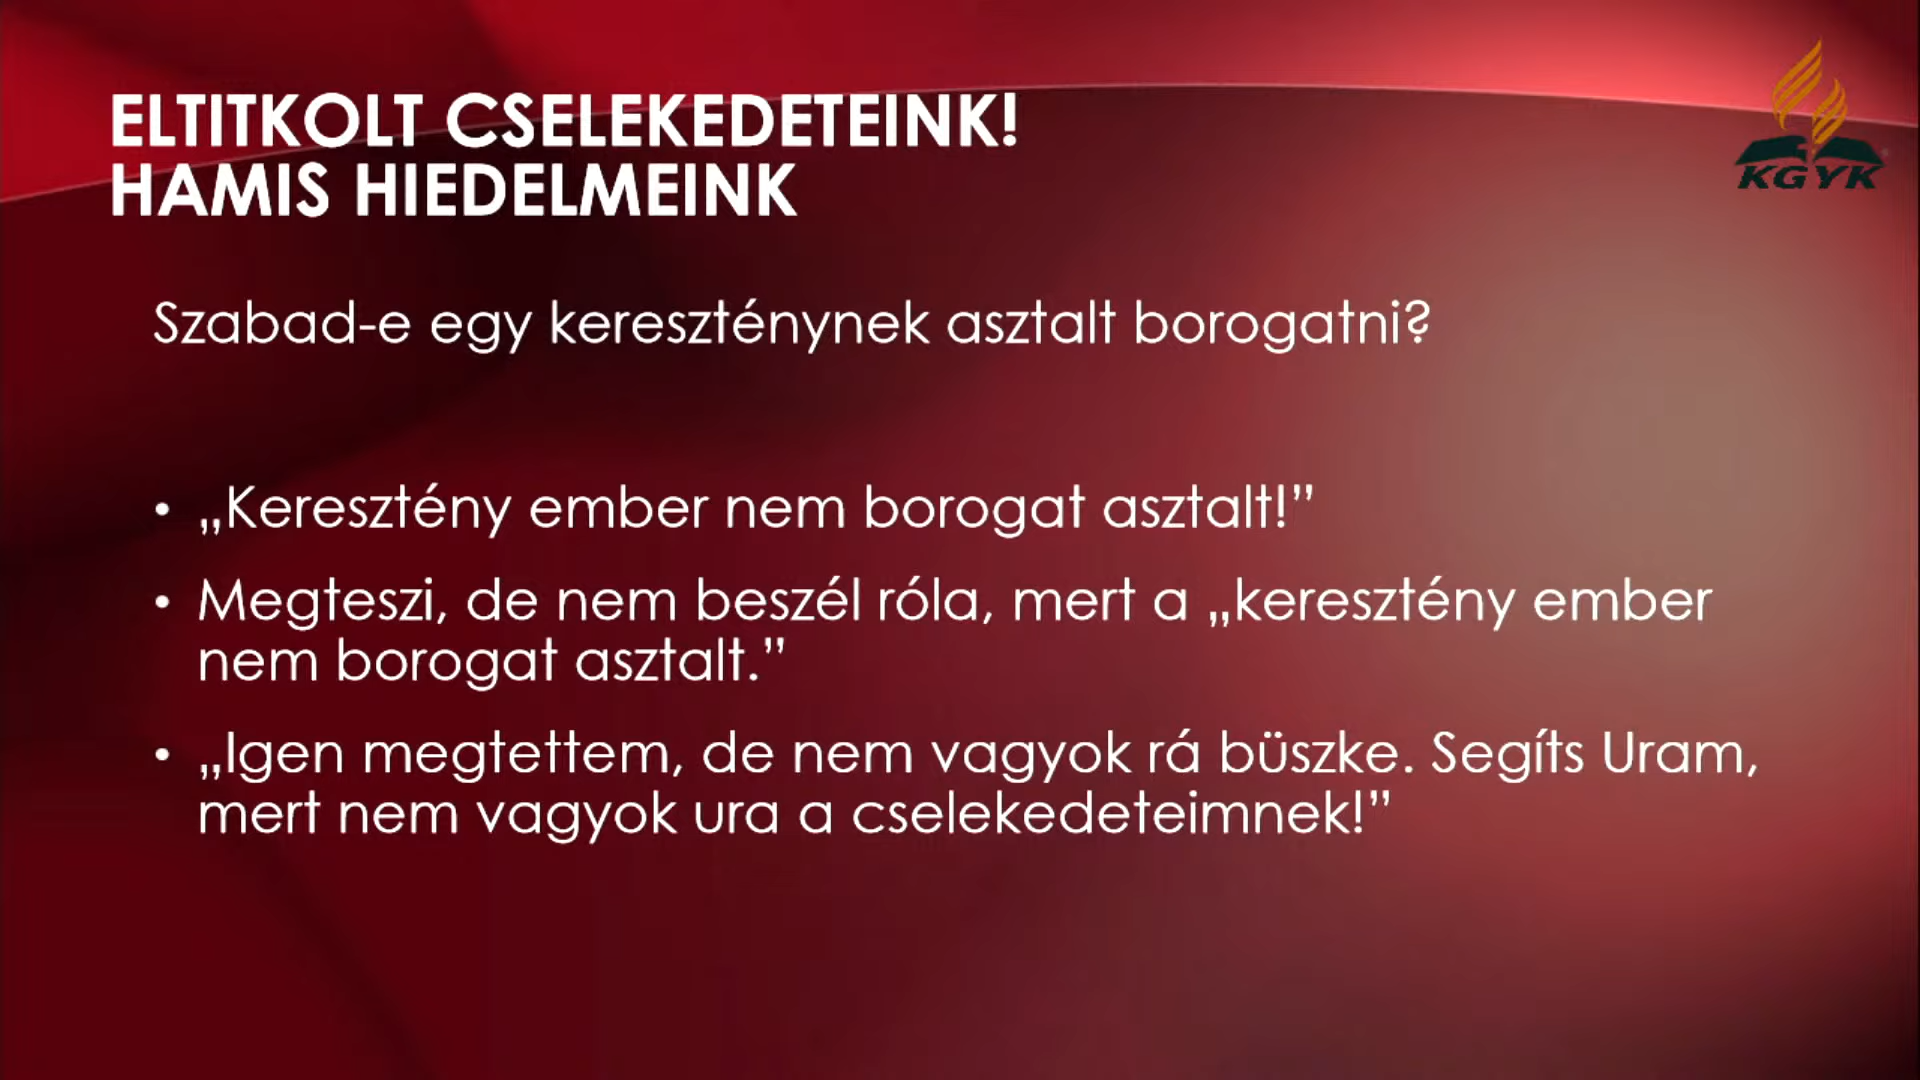 ELTITKOLT CSELEKEDETEINK!
HAMIS HIEDELMEINK
KGYK
Szabad-e egy kereszténynek asztalt borogatni?
• „Keresztény ember nem borogat asztalt!”
• Megteszi, de nem beszél róla, mert a „keresztény ember
nem borogat asztalt.”
• „Igen megtettem, de nem vagyok rá büszke. Segíts Uram,
mert nem vagyok ura a cselekedeteimnek!”